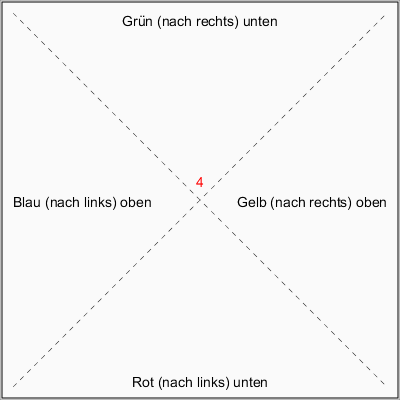 Grün (nach rechts) unten
4
Blau (nach links) oben
Gelb (nach rechts) oben
Rot (nach links) unten